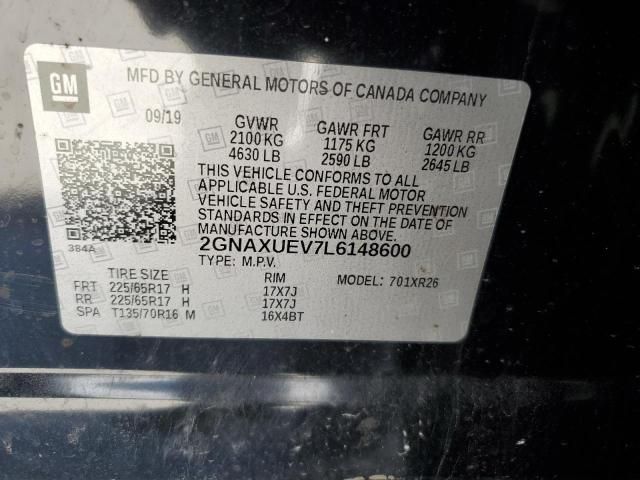 GM
MFD BY GENERAL MOTORS OF CANADA COMPANY
09/19
GVWR GAWR FRT GAWR RR
2100 KG 1175 KG 1200 KG
4630 LB 2590 LB 2645 LB
THIS VEHICLE CONFORMS TO ALL
APPLICABLE U.S. FEDERAL MOTOR
VEHICLE SAFETY AND THEFT PREVENTION
STANDARDS IN EFFECT ON THE DATE OF
MANUFACTURE SHOWN ABOVE.
384A
2GNAXUEV7L6148600
TYPE: M.P.V.
TIRE SIZE RIM MODEL: 701XR26
FRT 225/65R17 H 17X7J
RR 225/65R17 H 17X7J
SPA T135/70R16 M 16X4BT